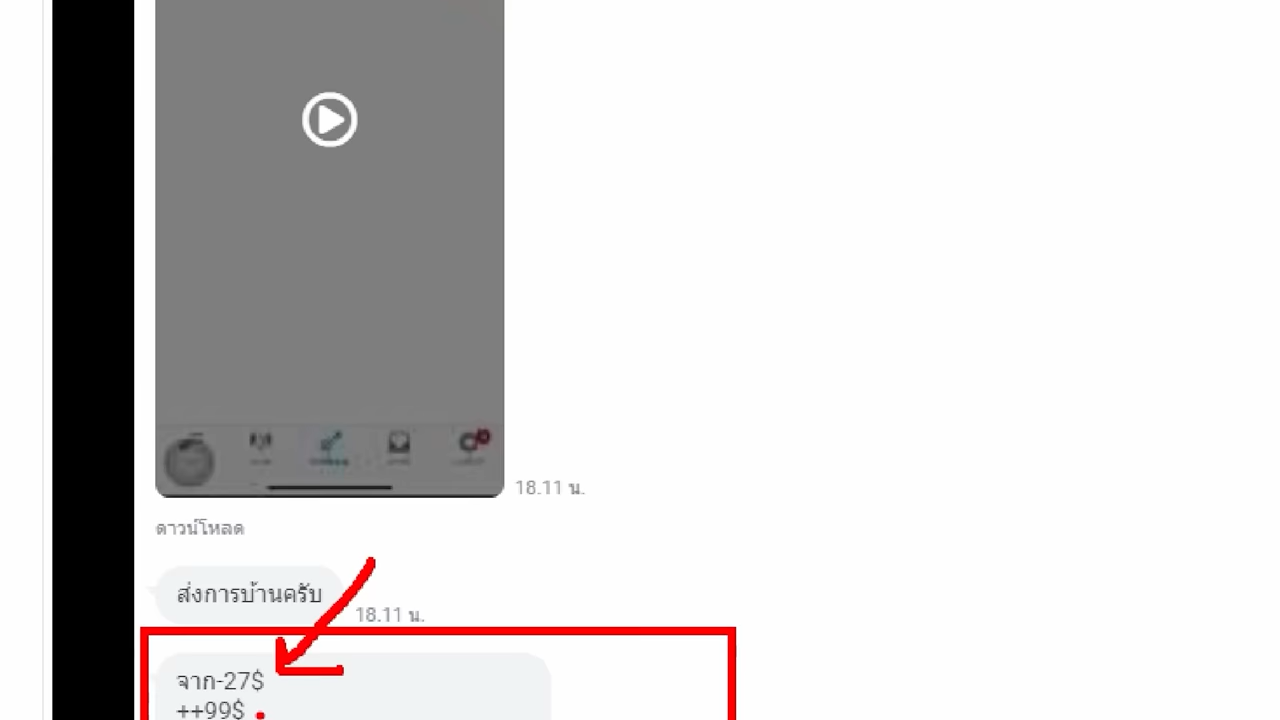 18.11 น.
ดาวน์โหลด
ส่งการบ้านครับ
18.11 น.
จาก-27$
++99$